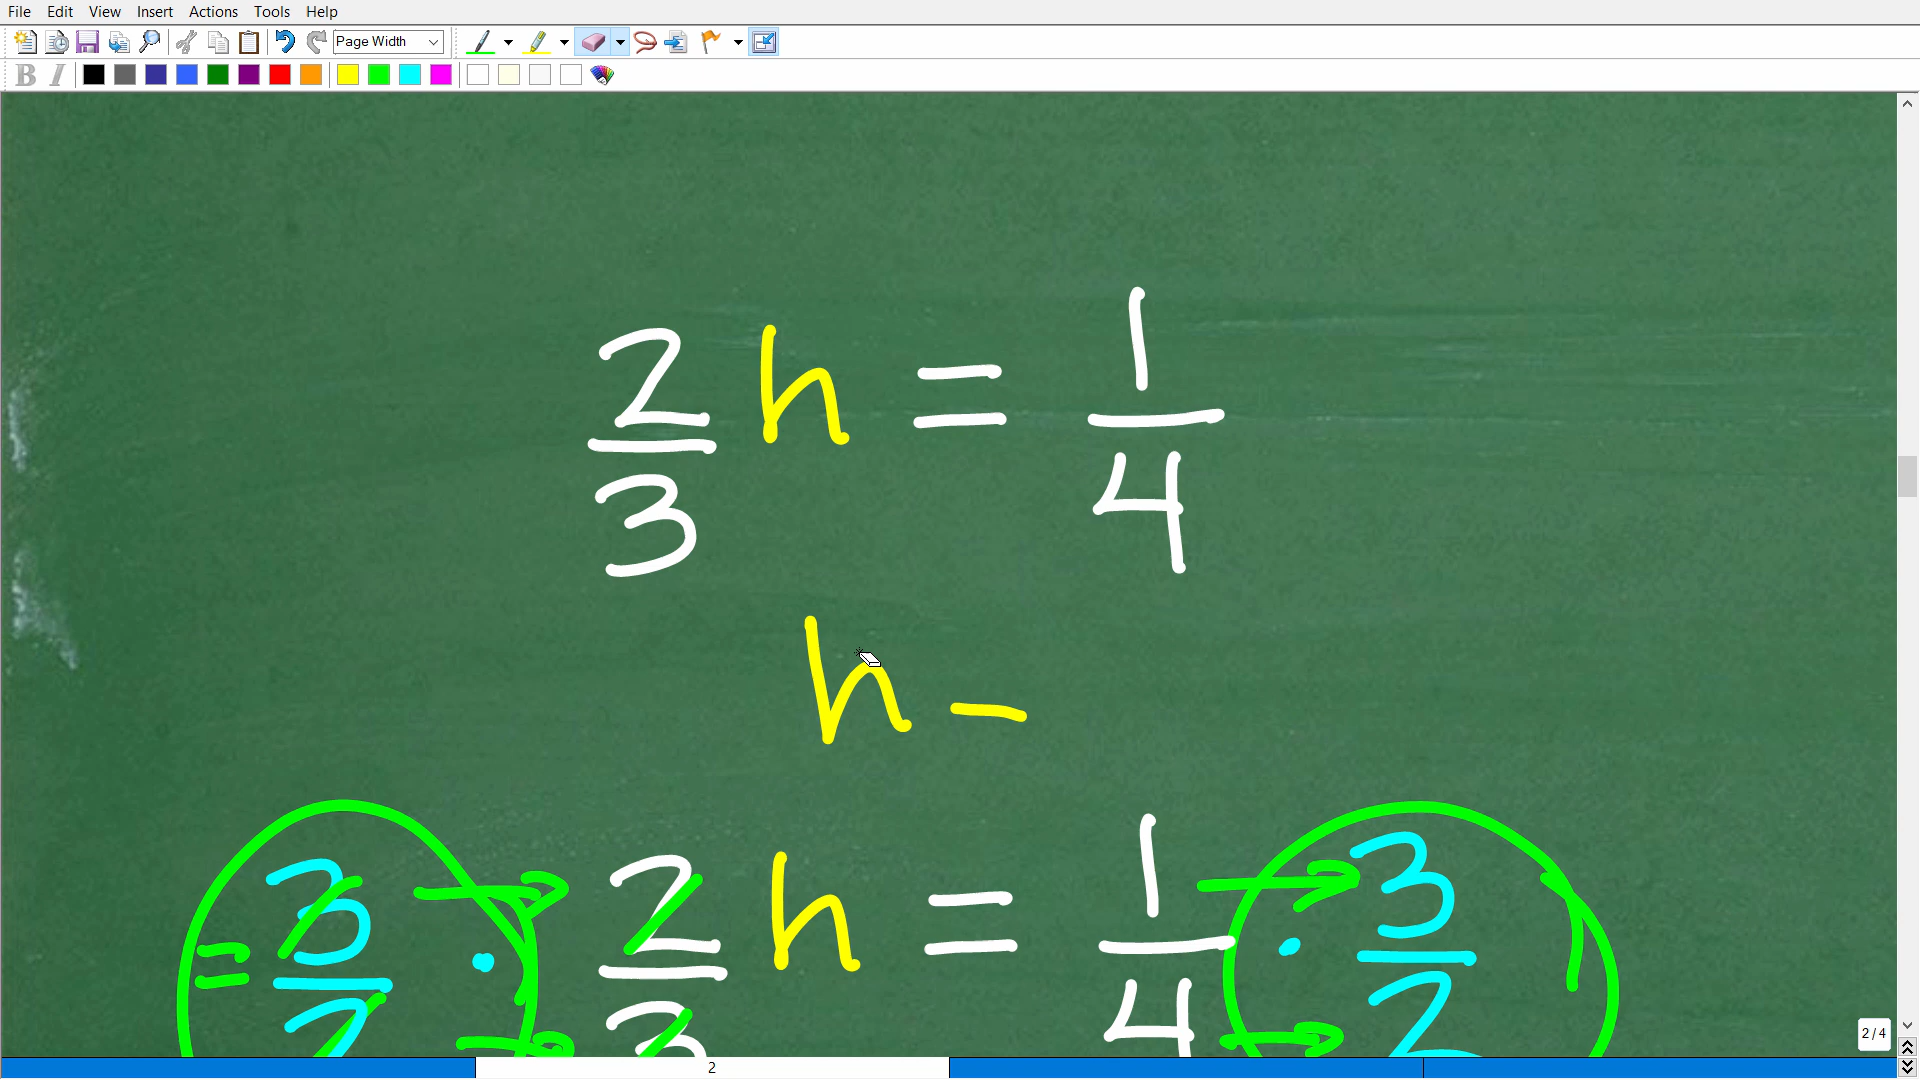 File Edit View Insert Actions Tools Help
Page Width
B I
2/3 h = 1/4
h –
= 3/2 · 2/3 h = 1/4 · 3/2
2/4
2